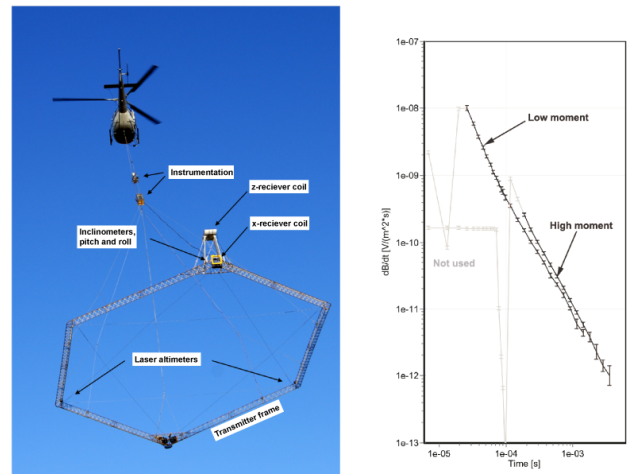 Instrumentation
z-reciever coil
x-reciever coil
Inclinometers,
pitch and roll
Laser altimeters
Transmitter frame
1e-07
1e-08
1e-09
1e-10
1e-11
1e-12
1e-13
dB/dt [V/(m^2*s)]
Low moment
High moment
Not used
1e-05
1e-04
1e-03
Time [s]